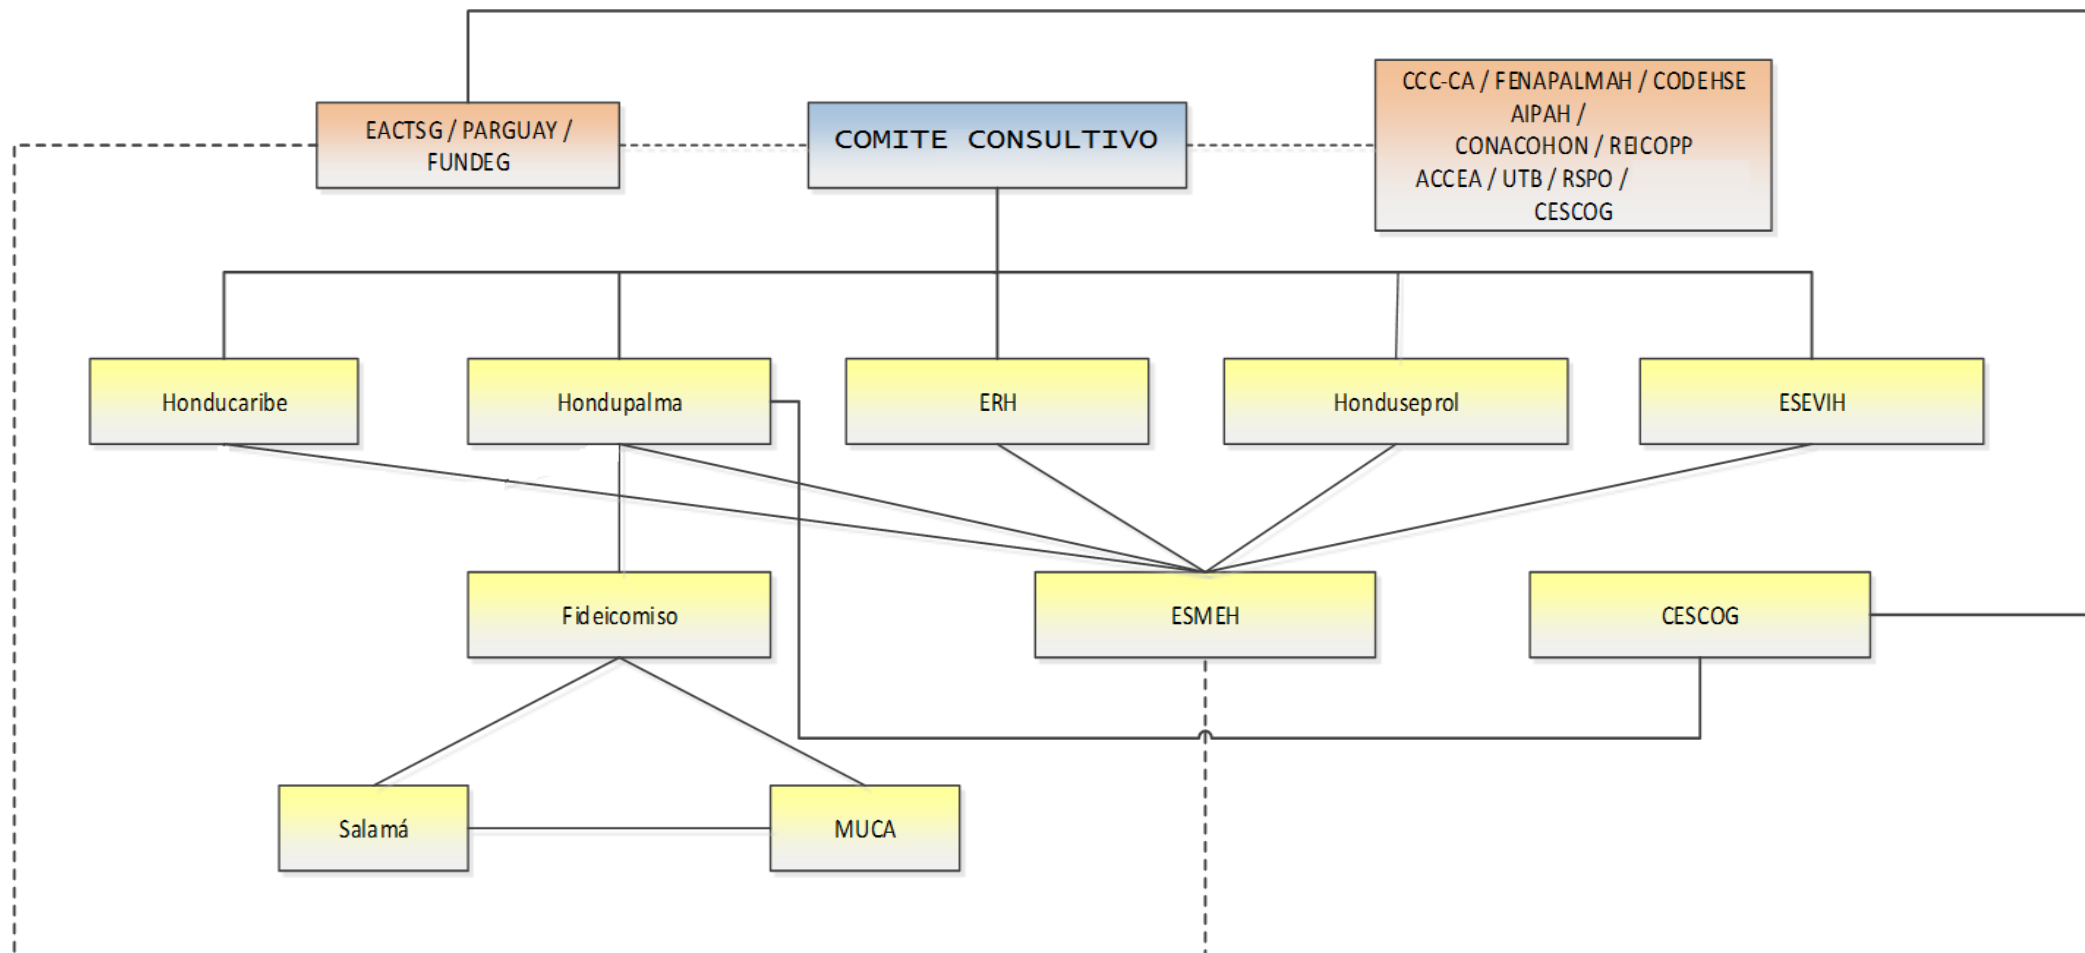 EACTSG / PARGUAY /
FUNDEG
COMITE CONSULTIVO
CCC-CA / FENAPALMAH / CODEHSE
AIPAH /
CONACOHON / REICOPP
ACCEA / UTB / RSPO /
CESCOG
Honducaribe
Hondupalma
ERH
Honduseprol
ESEVIH
Fideicomiso
ESMEH
CESCOG
Salamá
MUCA